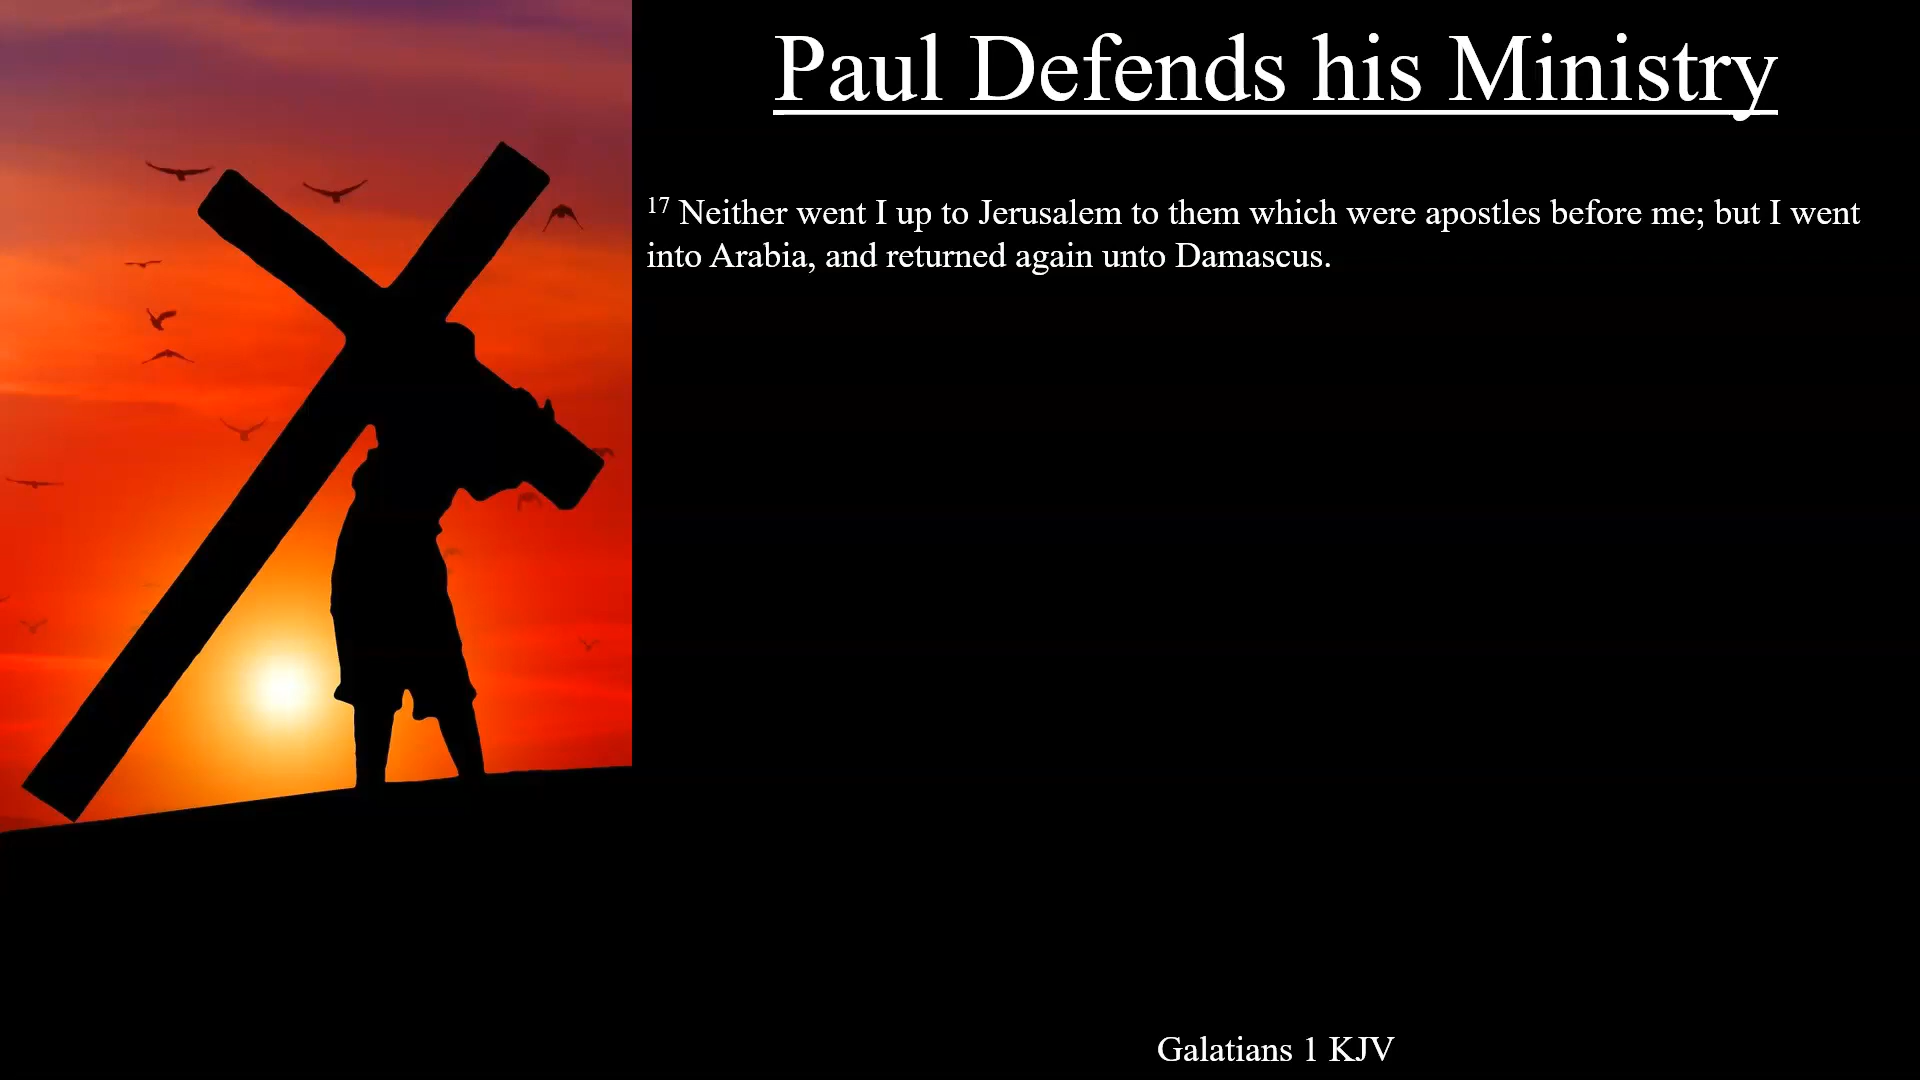 Paul Defends his Ministry
17 Neither went I up to Jerusalem to them which were apostles before me; but I went
into Arabia, and returned again unto Damascus.
Galatians 1 KJV